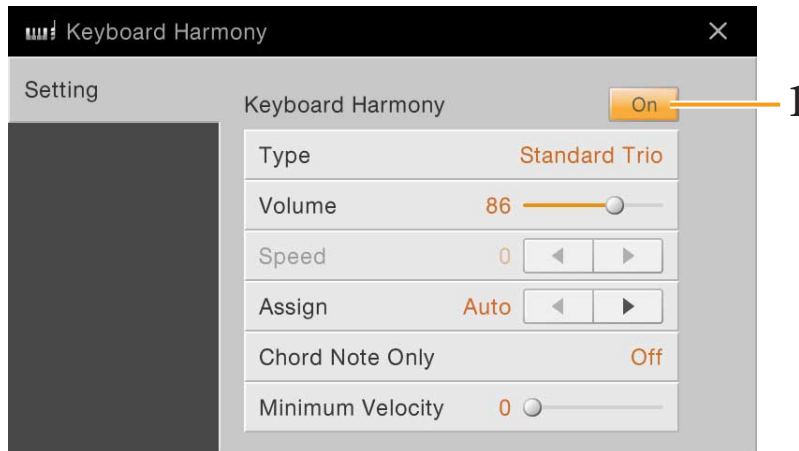 Keyboard Harmony
Setting
Keyboard Harmony On 1
Type Standard Trio
Volume 86
Speed 0
Assign Auto
Chord Note Only Off
Minimum Velocity 0